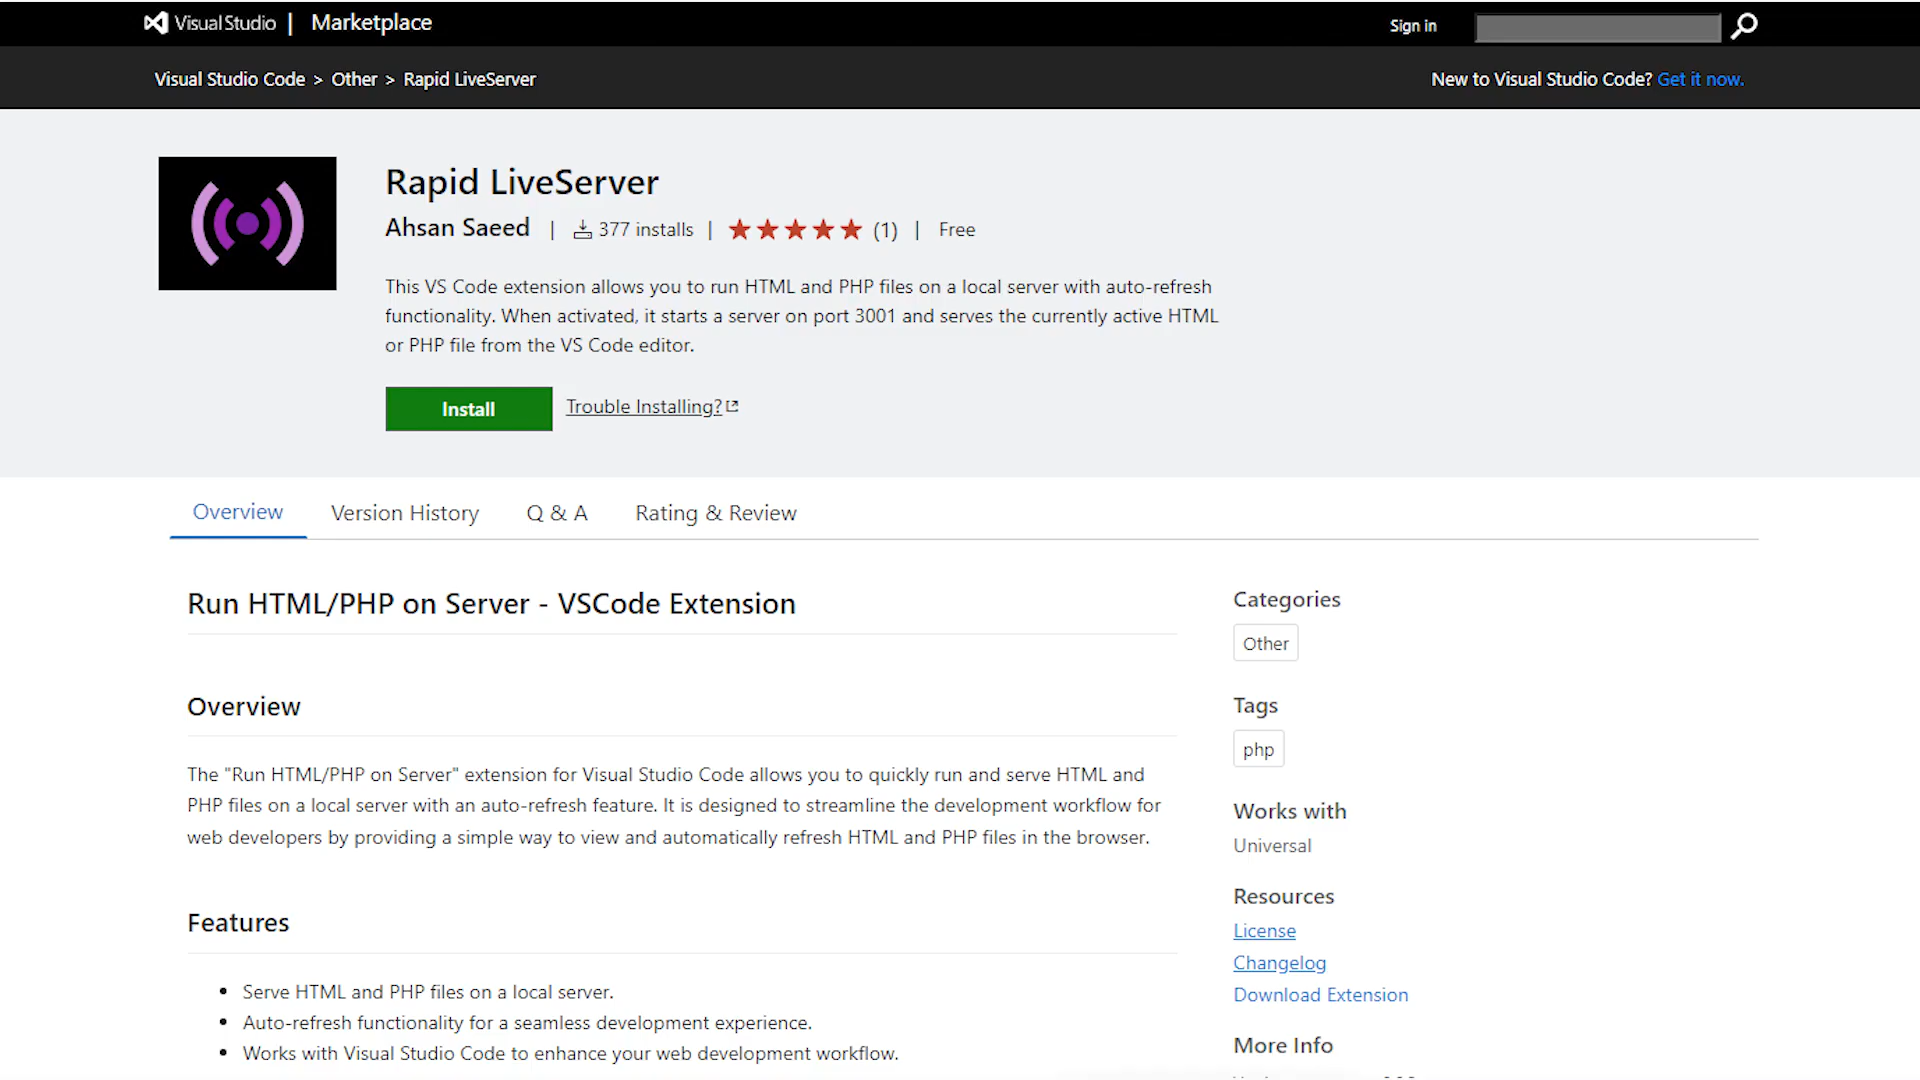 Visual Studio | Marketplace
Sign in
Visual Studio Code > Other > Rapid LiveServer
New to Visual Studio Code? Get it now.
Rapid LiveServer
Ahsan Saeed | 377 installs | (1) | Free
This VS Code extension allows you to run HTML and PHP files on a local server with auto-refresh
functionality. When activated, it starts a server on port 3001 and serves the currently active HTML
or PHP file from the VS Code editor.
Install
Trouble Installing?
Overview
Version History
Q & A
Rating & Review
Run HTML/PHP on Server - VSCode Extension
Overview
The "Run HTML/PHP on Server" extension for Visual Studio Code allows you to quickly run and serve HTML and
PHP files on a local server with an auto-refresh feature. It is designed to streamline the development workflow for
web developers by providing a simple way to view and automatically refresh HTML and PHP files in the browser.
Features
• Serve HTML and PHP files on a local server.
• Auto-refresh functionality for a seamless development experience.
• Works with Visual Studio Code to enhance your web development workflow.
Categories
Other
Tags
php
Works with
Universal
Resources
License
Changelog
Download Extension
More Info